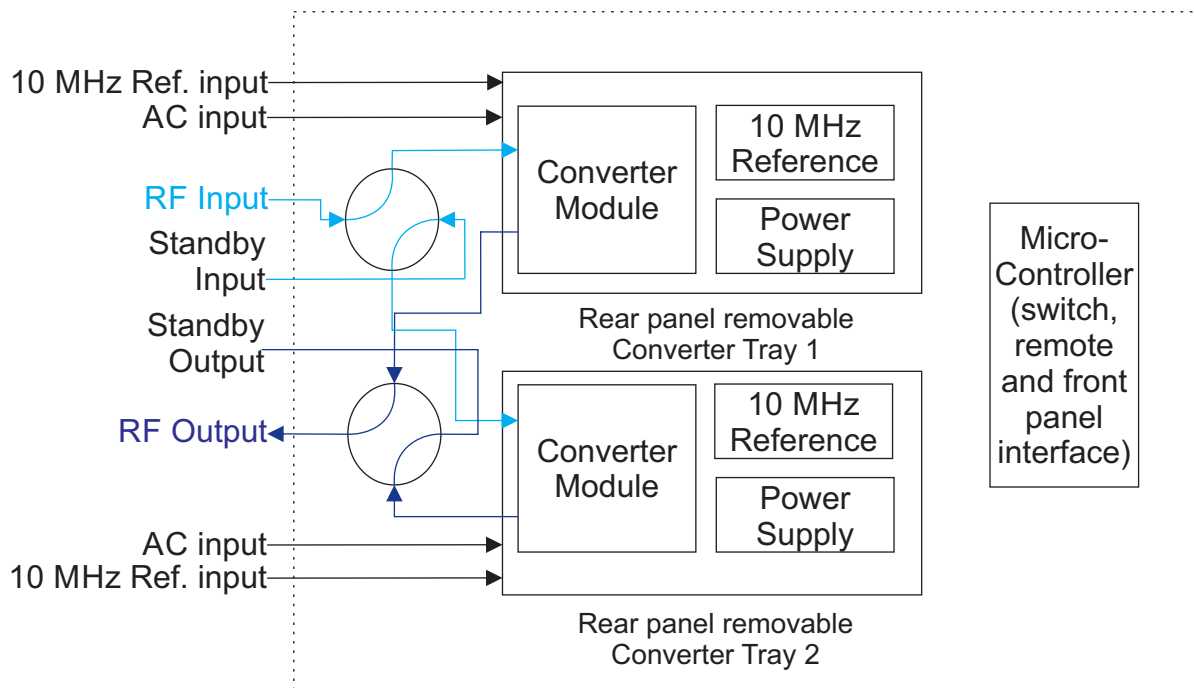 10 MHz Ref. input
AC input
RF Input
Standby
Input
Standby
Output
RF Output
AC input
10 MHz Ref. input
Converter
Module
10 MHz
Reference
Power
Supply
Rear panel removable
Converter Tray 1
Converter
Module
10 MHz
Reference
Power
Supply
Rear panel removable
Converter Tray 2
Micro-
Controller
(switch,
remote
and front
panel
interface)